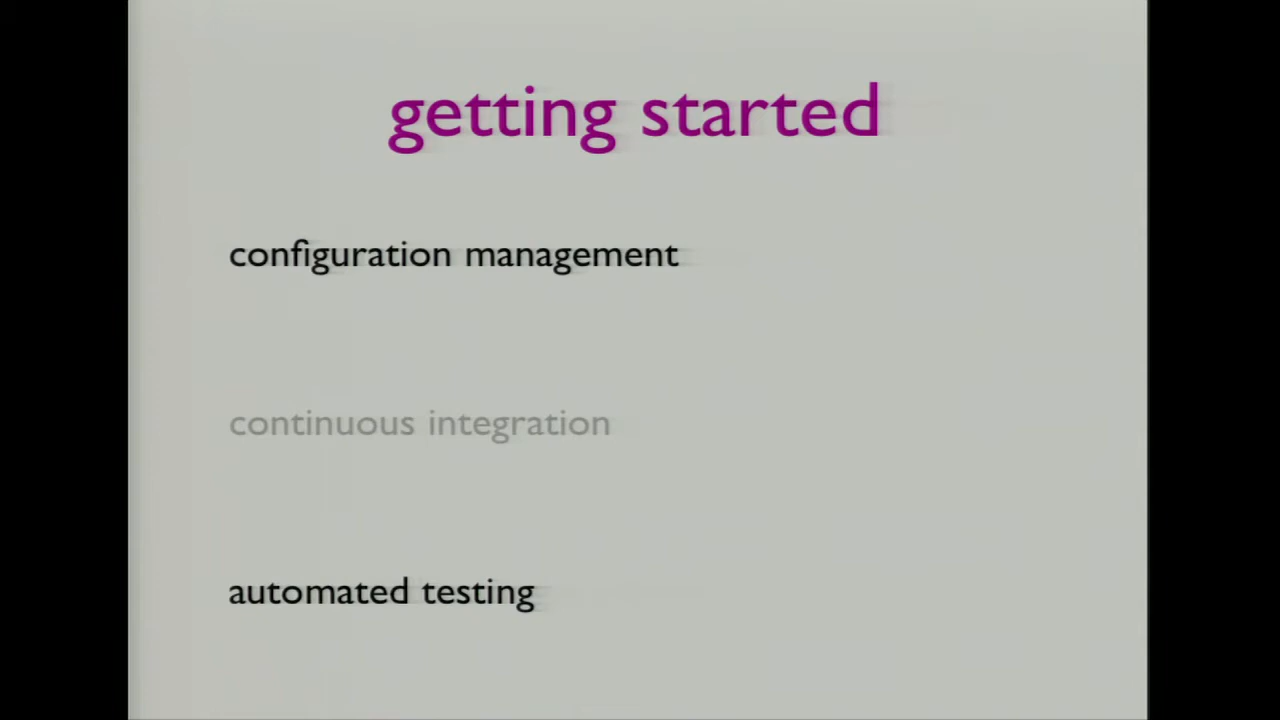 getting started
configuration management
continuous integration
automated testing